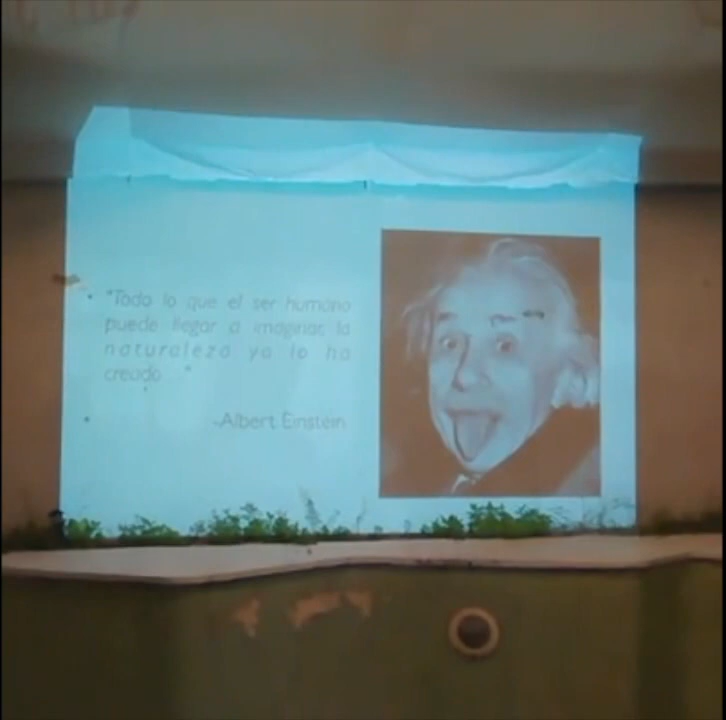 "Todo lo que el ser humano
puede llegar a imaginar, la
naturaleza ya lo ha
creado."
-Albert Einstein